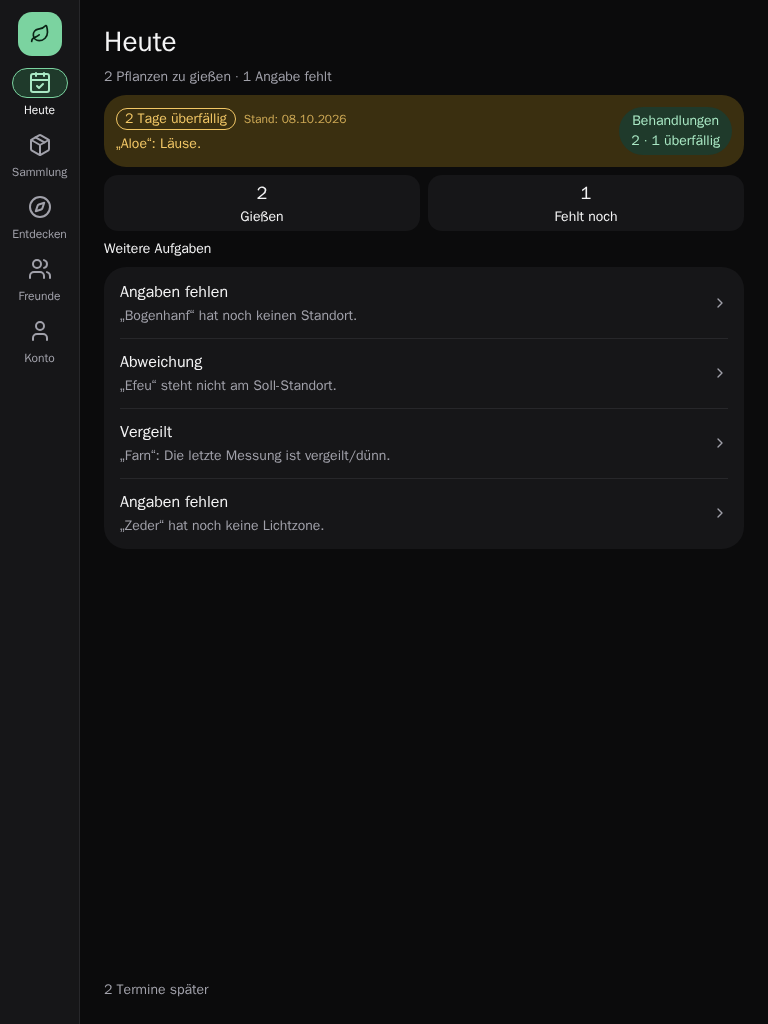 Heute
Sammlung
Entdecken
Freunde
Konto
Heute
2 Pflanzen zu gießen · 1 Angabe fehlt
2 Tage überfällig
Stand: 08.10.2026
„Aloe“: Läuse.
Behandlungen
2 · 1 überfällig
2
Gießen
1
Fehlt noch
Weitere Aufgaben
Angaben fehlen
„Bogenhanf“ hat noch keinen Standort.
Abweichung
„Efeu“ steht nicht am Soll-Standort.
Vergeilt
„Farn“: Die letzte Messung ist vergeilt/dünn.
Angaben fehlen
„Zeder“ hat noch keine Lichtzone.
2 Termine später